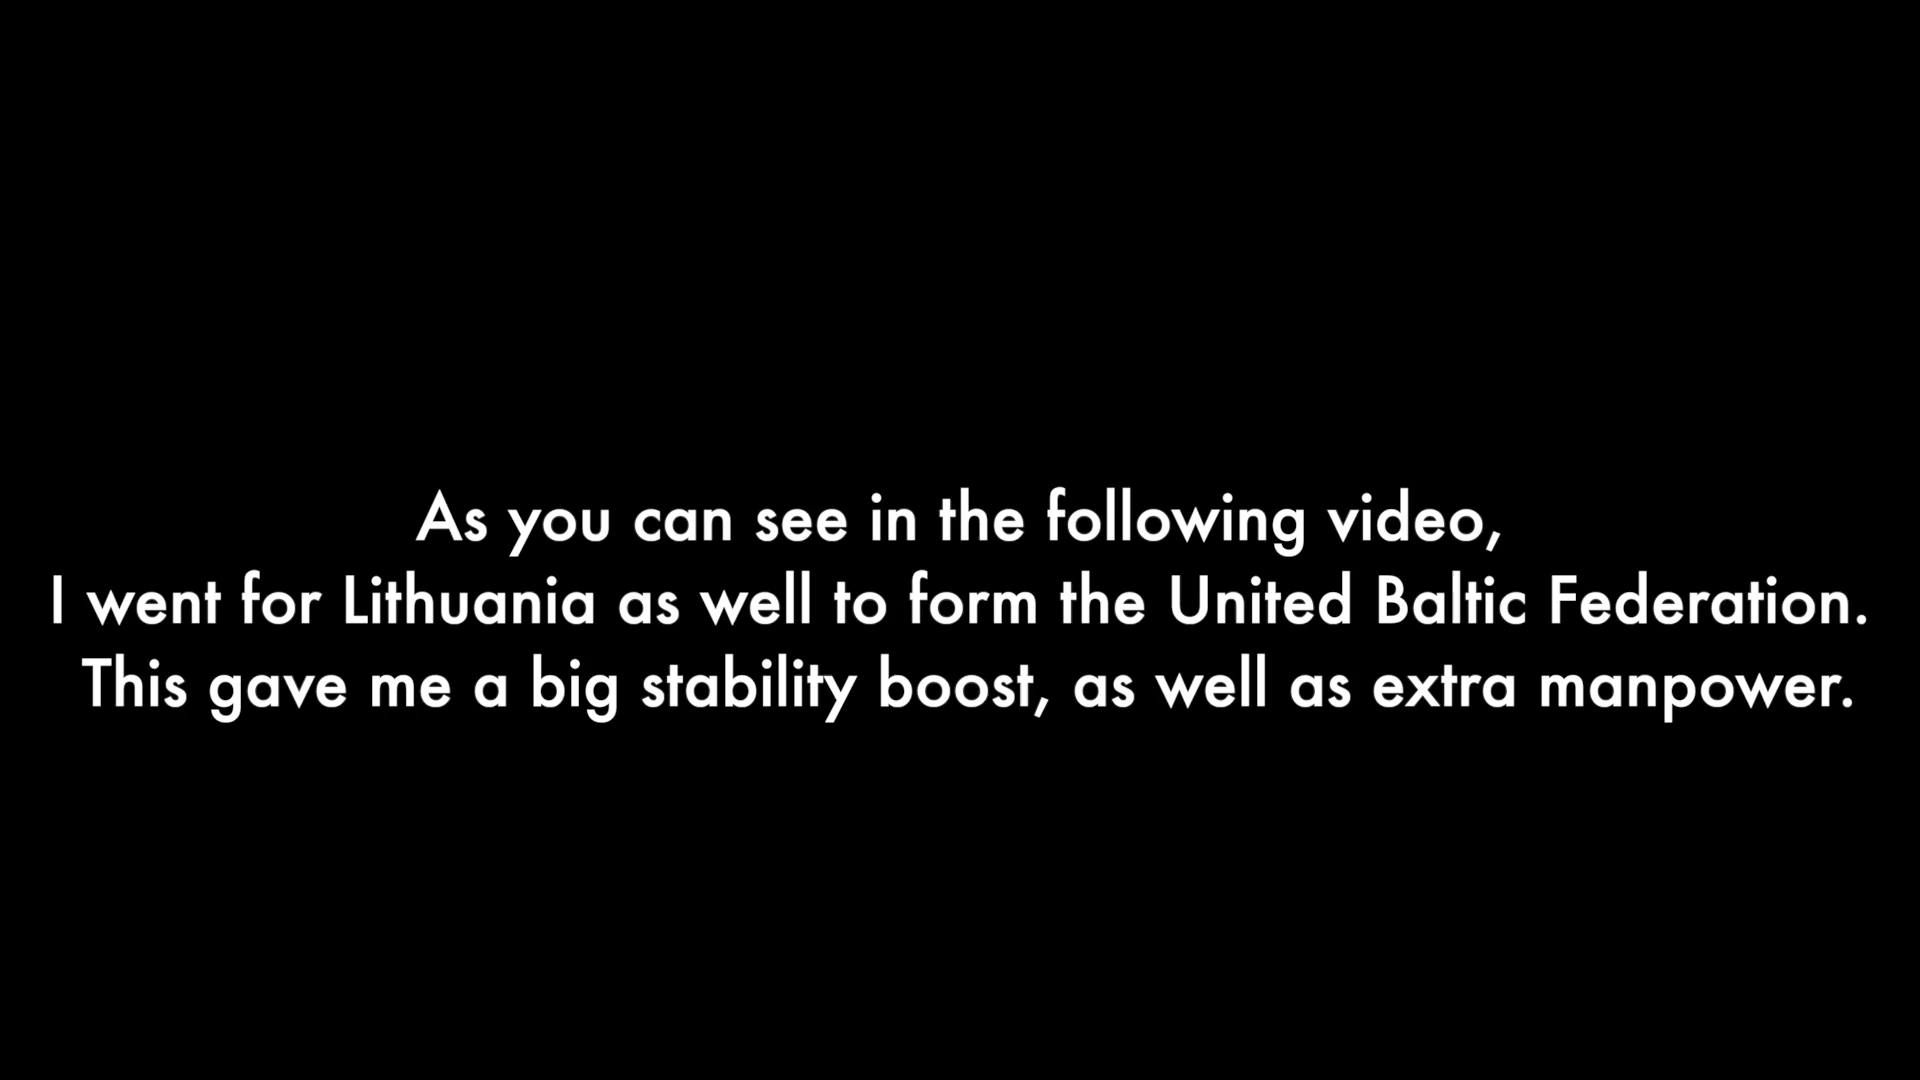 As you can see in the following video,
I went for Lithuania as well to form the United Baltic Federation.
This gave me a big stability boost, as well as extra manpower.